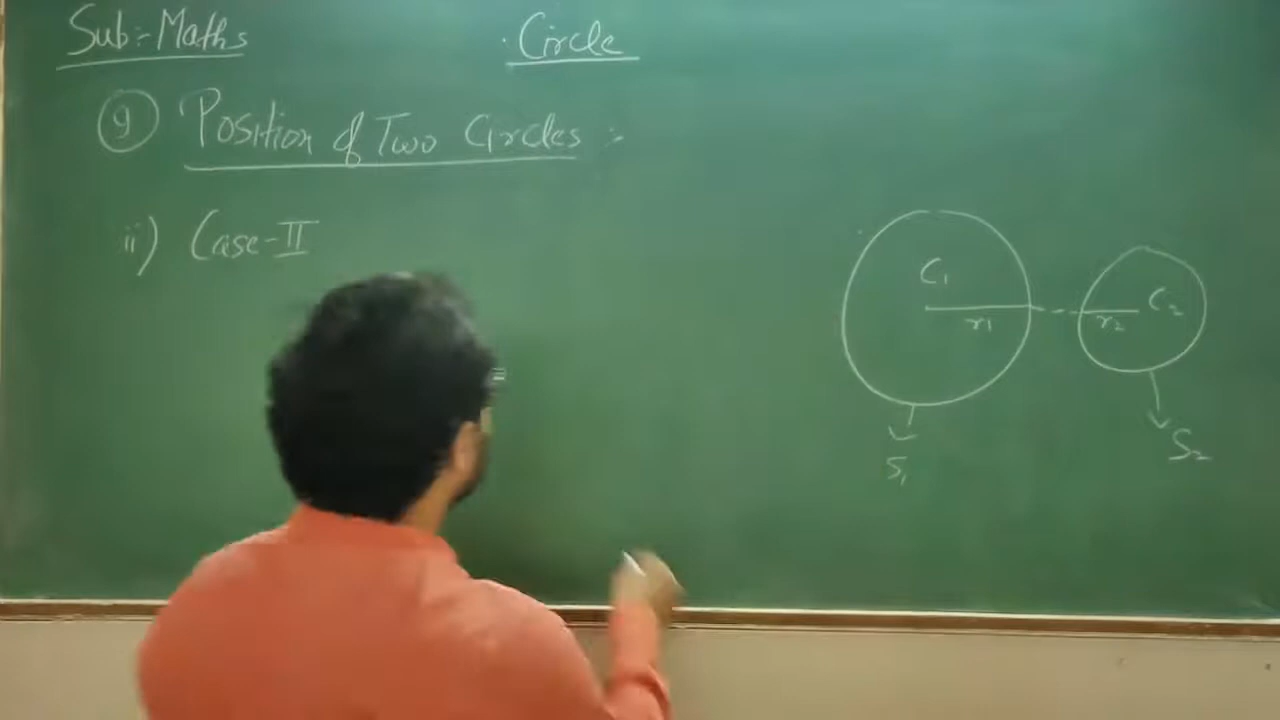 Sub:- Maths
Circle
9 Position of Two Circles :-
ii) Case-II
C1
r1
r2
C2
S1
S2